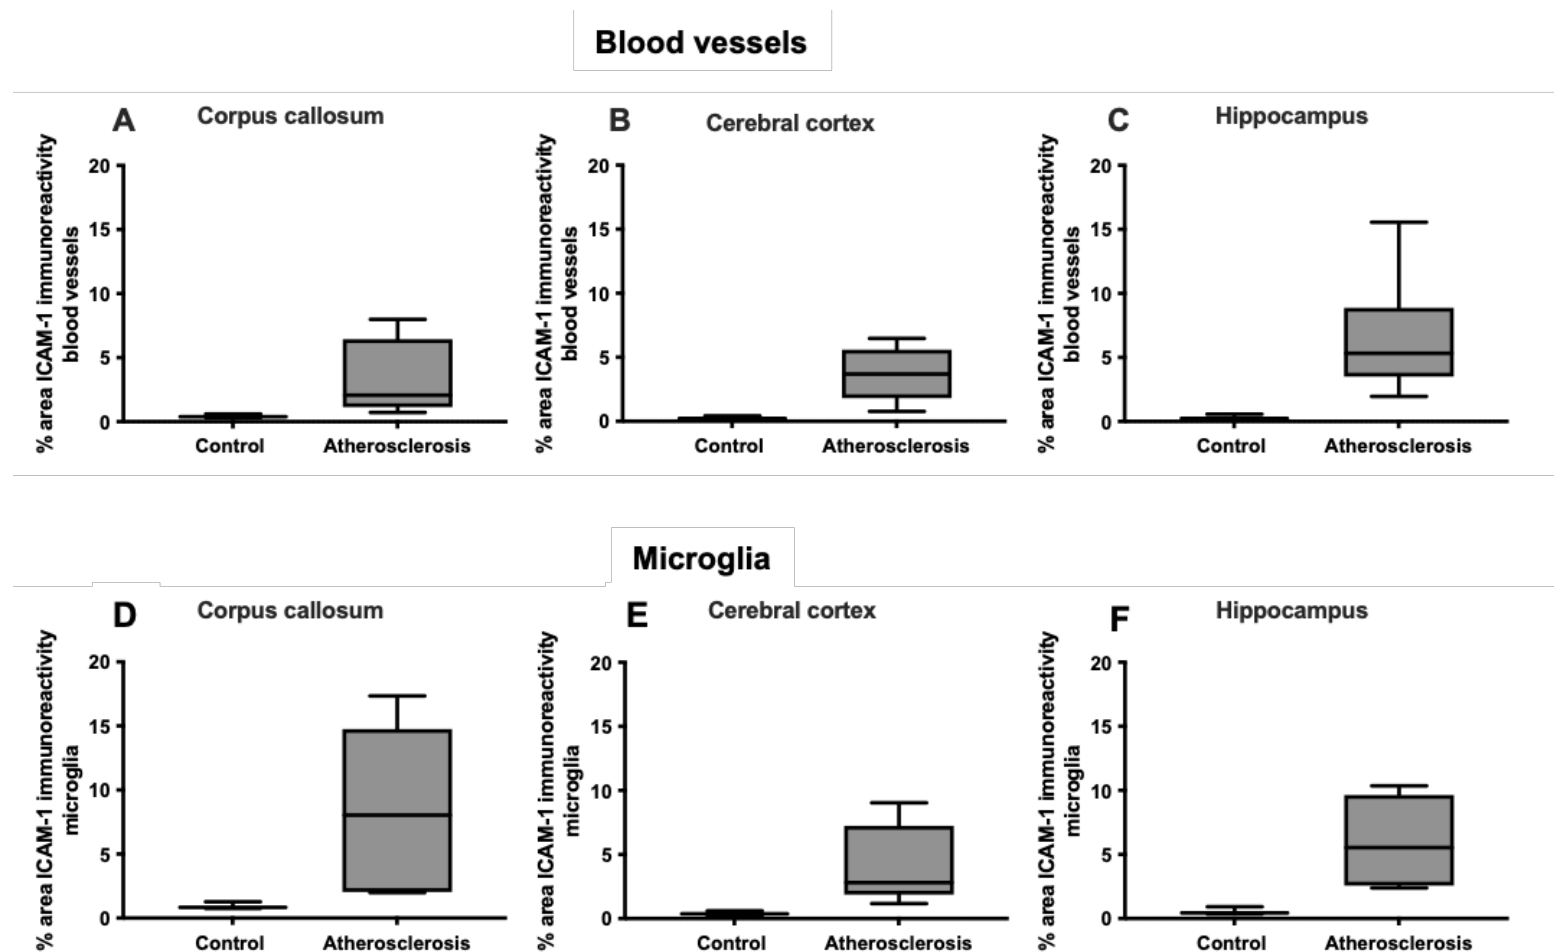 Blood vessels
A Corpus callosum
% area ICAM-1 immunoreactivity
blood vessels
20
15
10
5
0
Control Atherosclerosis
B Cerebral cortex
% area ICAM-1 immunoreactivity
blood vessels
20
15
10
5
0
Control Atherosclerosis
C Hippocampus
% area ICAM-1 immunoreactivity
blood vessels
20
15
10
5
0
Control Atherosclerosis
Microglia
D Corpus callosum
% area ICAM-1 immunoreactivity
microglia
20
15
10
5
0
Control Atherosclerosis
E Cerebral cortex
% area ICAM-1 immunoreactivity
microglia
20
15
10
5
0
Control Atherosclerosis
F Hippocampus
% area ICAM-1 immunoreactivity
microglia
20
15
10
5
0
Control Atherosclerosis